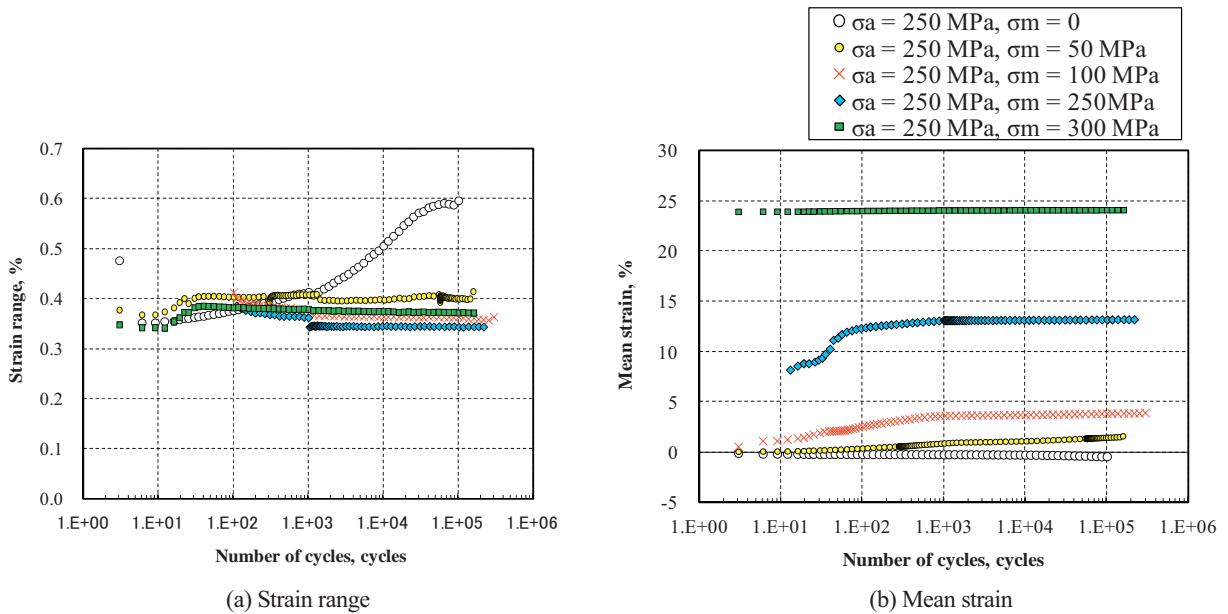 σa = 250 MPa, σm = 0
σa = 250 MPa, σm = 50 MPa
σa = 250 MPa, σm = 100 MPa
σa = 250 MPa, σm = 250MPa
σa = 250 MPa, σm = 300 MPa
0.7
0.6
0.5
0.4
0.3
0.2
0.1
0.0
Strain range, %
1.E+00 1.E+01 1.E+02 1.E+03 1.E+04 1.E+05 1.E+06
Number of cycles, cycles
(a) Strain range
30
25
20
15
10
5
0
-5
Mean strain, %
1.E+00 1.E+01 1.E+02 1.E+03 1.E+04 1.E+05 1.E+06
Number of cycles, cycles
(b) Mean strain